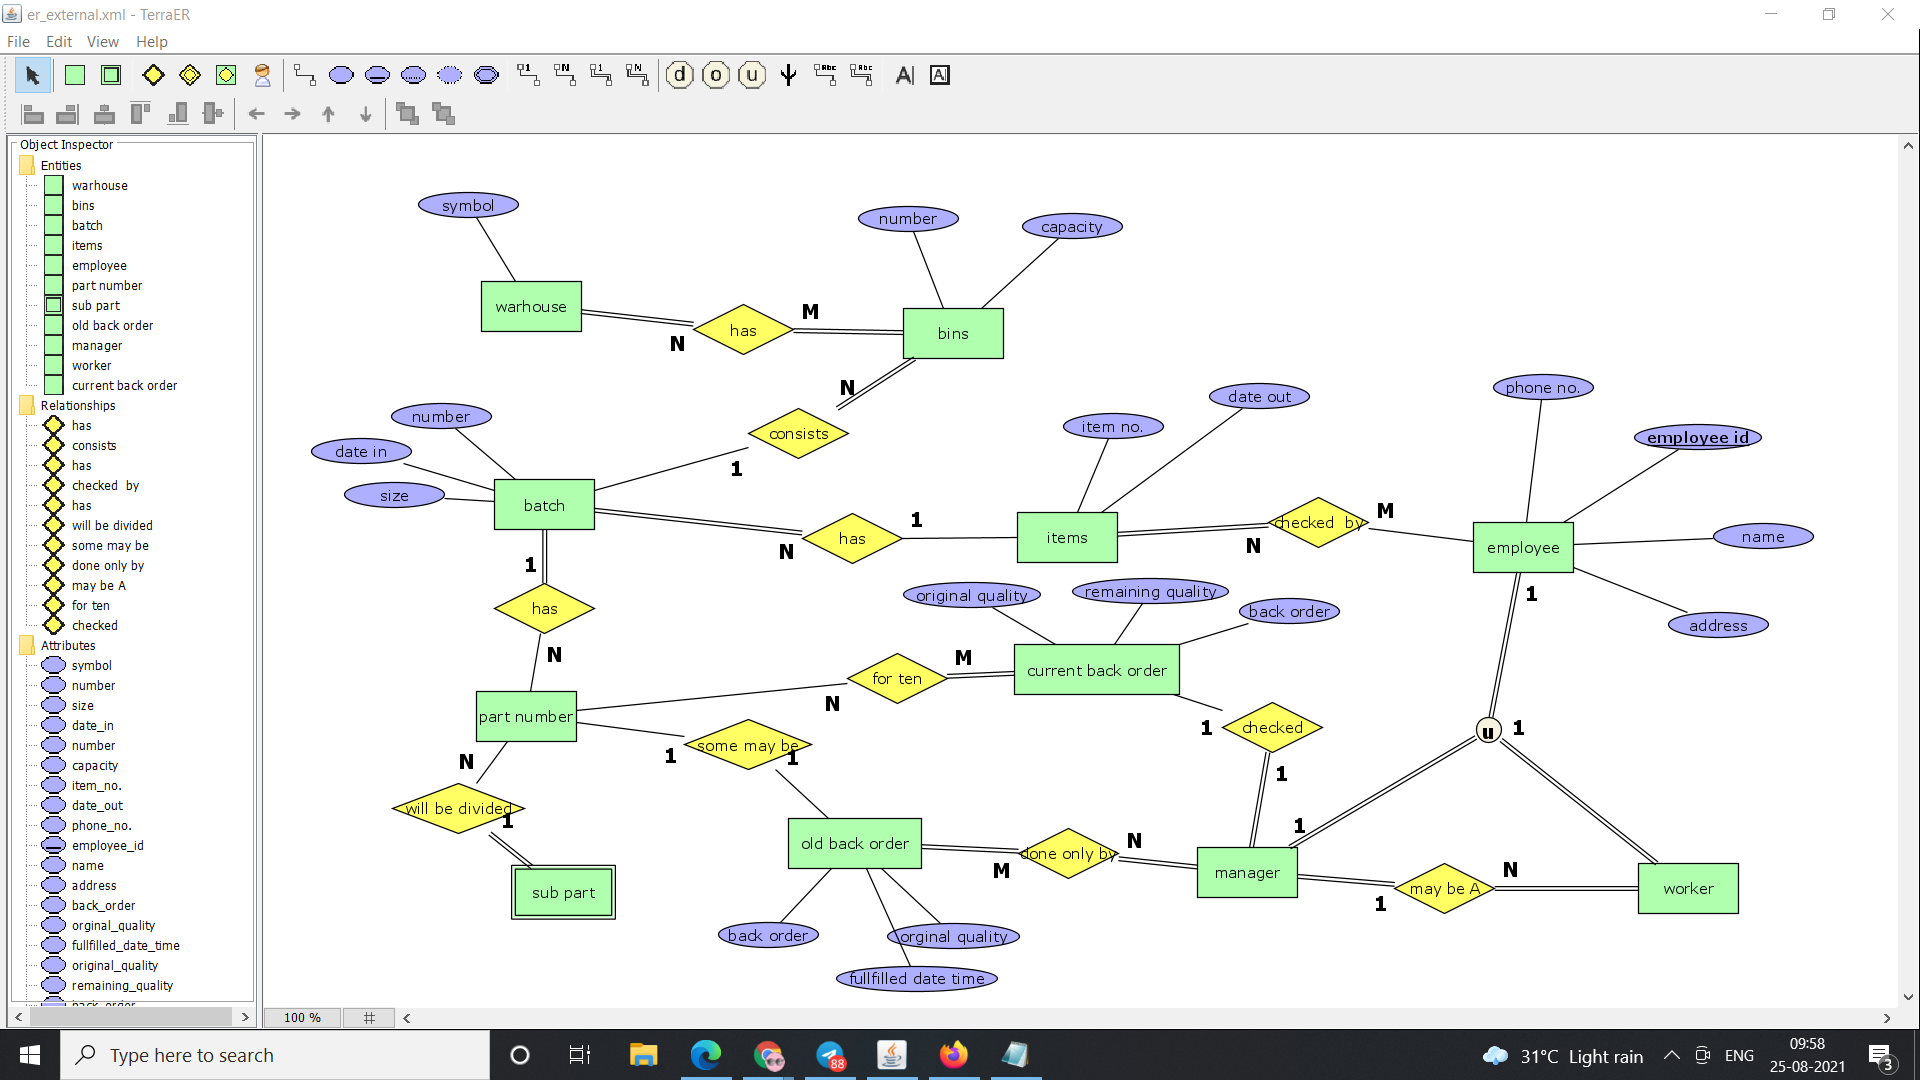 er_external.xml - TerraER
File Edit View Help
1 N 1 N d o u Rbc Rbc A A
Object Inspector
Entities
warhouse
bins
batch
items
employee
part number
sub part
old back order
manager
worker
current back order
Relationships
has
consists
has
checked by
has
will be divided
some may be
done only by
may be A
for ten
checked
Attributes
symbol
number
size
date_in
number
capacity
item_no.
date_out
phone_no.
employee_id
name
address
back_order
orginal_quality
fullfilled_date_time
original_quality
remaining_quality
back_order
symbol
number
capacity
warhouse
has
M
N
bins
N
number
date in
size
consists
1
batch
date out
item no.
phone no.
employee id
has
1
N
items
checked by
M
N
employee
name
address
1
1
has
N
original quality
remaining quality
back order
current back order
for ten
M
N
part number
1
some may be
1
1
checked
1
u
1
N
will be divided
1
sub part
old back order
M
done only by
N
1
manager
1
may be A
N
worker
back order
orginal quality
fullfilled date time
100 %
Type here to search
88
31°C Light rain
ENG
09:58
25-08-2021
3